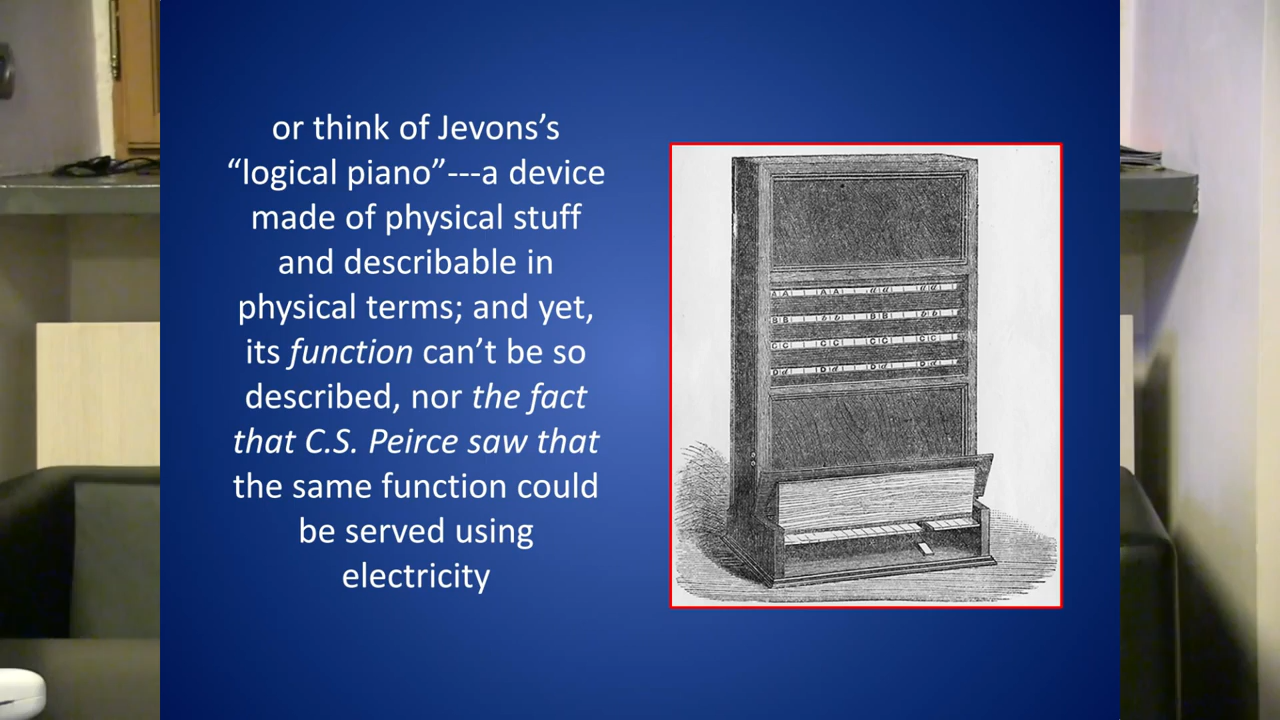 or think of Jevons’s
“logical piano”---a device
made of physical stuff
and describable in
physical terms; and yet,
its function can’t be so
described, nor the fact
that C.S. Peirce saw that
the same function could
be served using
electricity